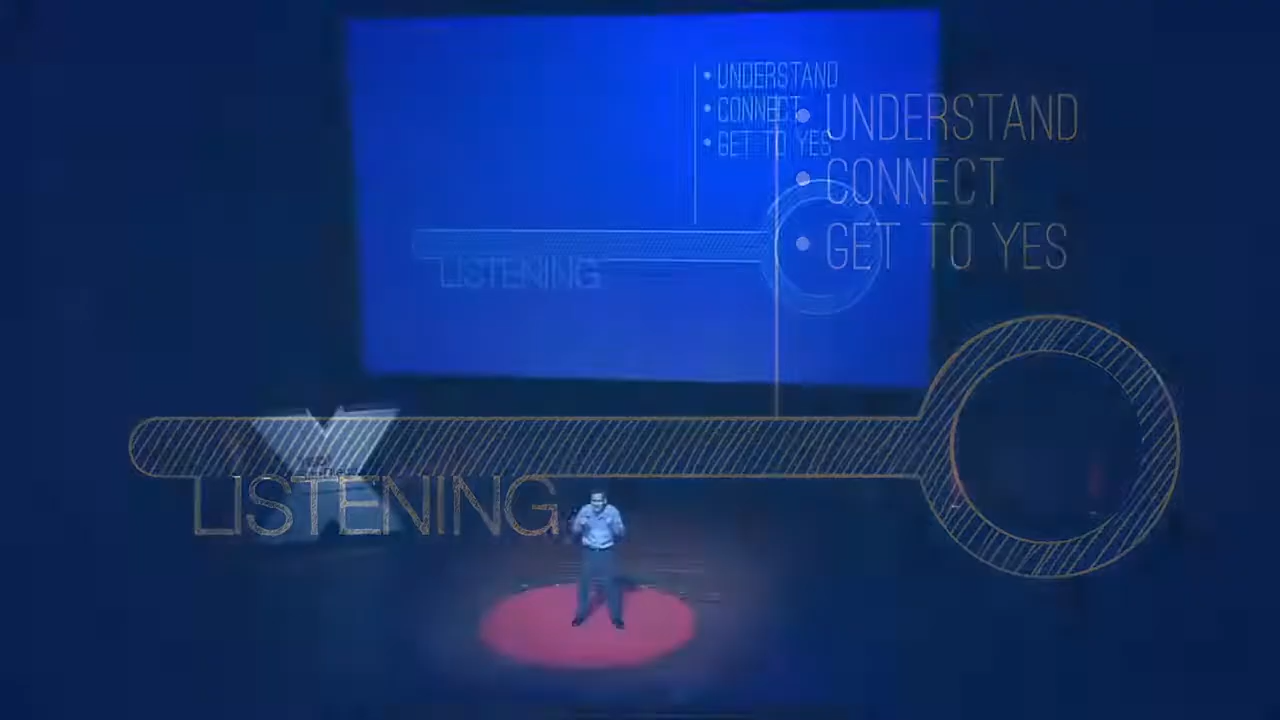 • UNDERSTAND
• CONNECT
• GET TO YES
LISTENING
• UNDERSTAND
• CONNECT
• GET TO YES
LISTENING